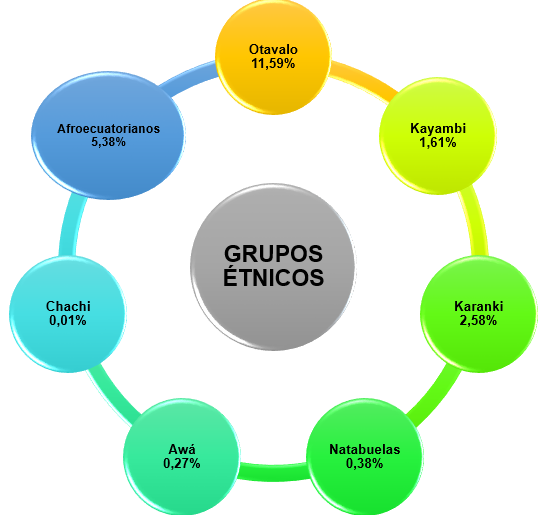 Otavalo
11,59%
Kayambi
1,61%
Karanki
2,58%
Natabuelas
0,38%
Awá
0,27%
Chachi
0,01%
Afroecuatorianos
5,38%
GRUPOS
ÉTNICOS